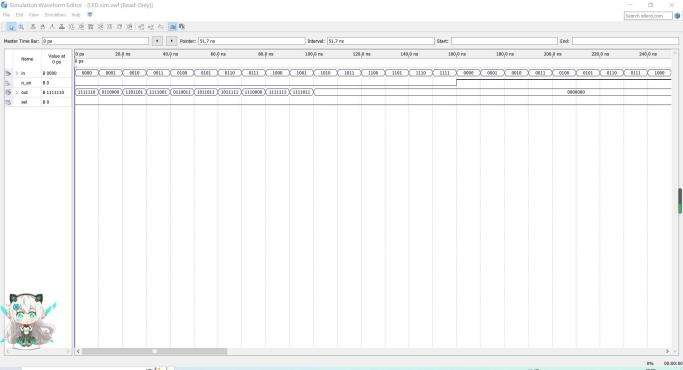 Simulation Waveform Editor - [LED.sim.vwf (Read-Only)]
File Edit View Simulation Help
Search altera.com
Master Time Bar: 0 ps Pointer: 51.7 ns Interval: 51.7 ns Start: End:
Name Value at 0 ps
0 ps 20.0 ns 40.0 ns 60.0 ns 80.0 ns 100.0 ns 120.0 ns 140.0 ns 160.0 ns 180.0 ns 200.0 ns 220.0 ns 240.0 ns
0 ps
in B 0000 0000 0001 0010 0011 0100 0101 0110 0111 1000 1001 1010 1011 1100 1101 1110 1111 0000 0001 0010 0011 0100 0101 0110 0111 1000
n_en B 0
out B 1111110 1111110 0110000 1101101 1111001 0110011 1011011 1011111 1110000 1111111 1111011 0000000
sel B 0
0% 00:00:00